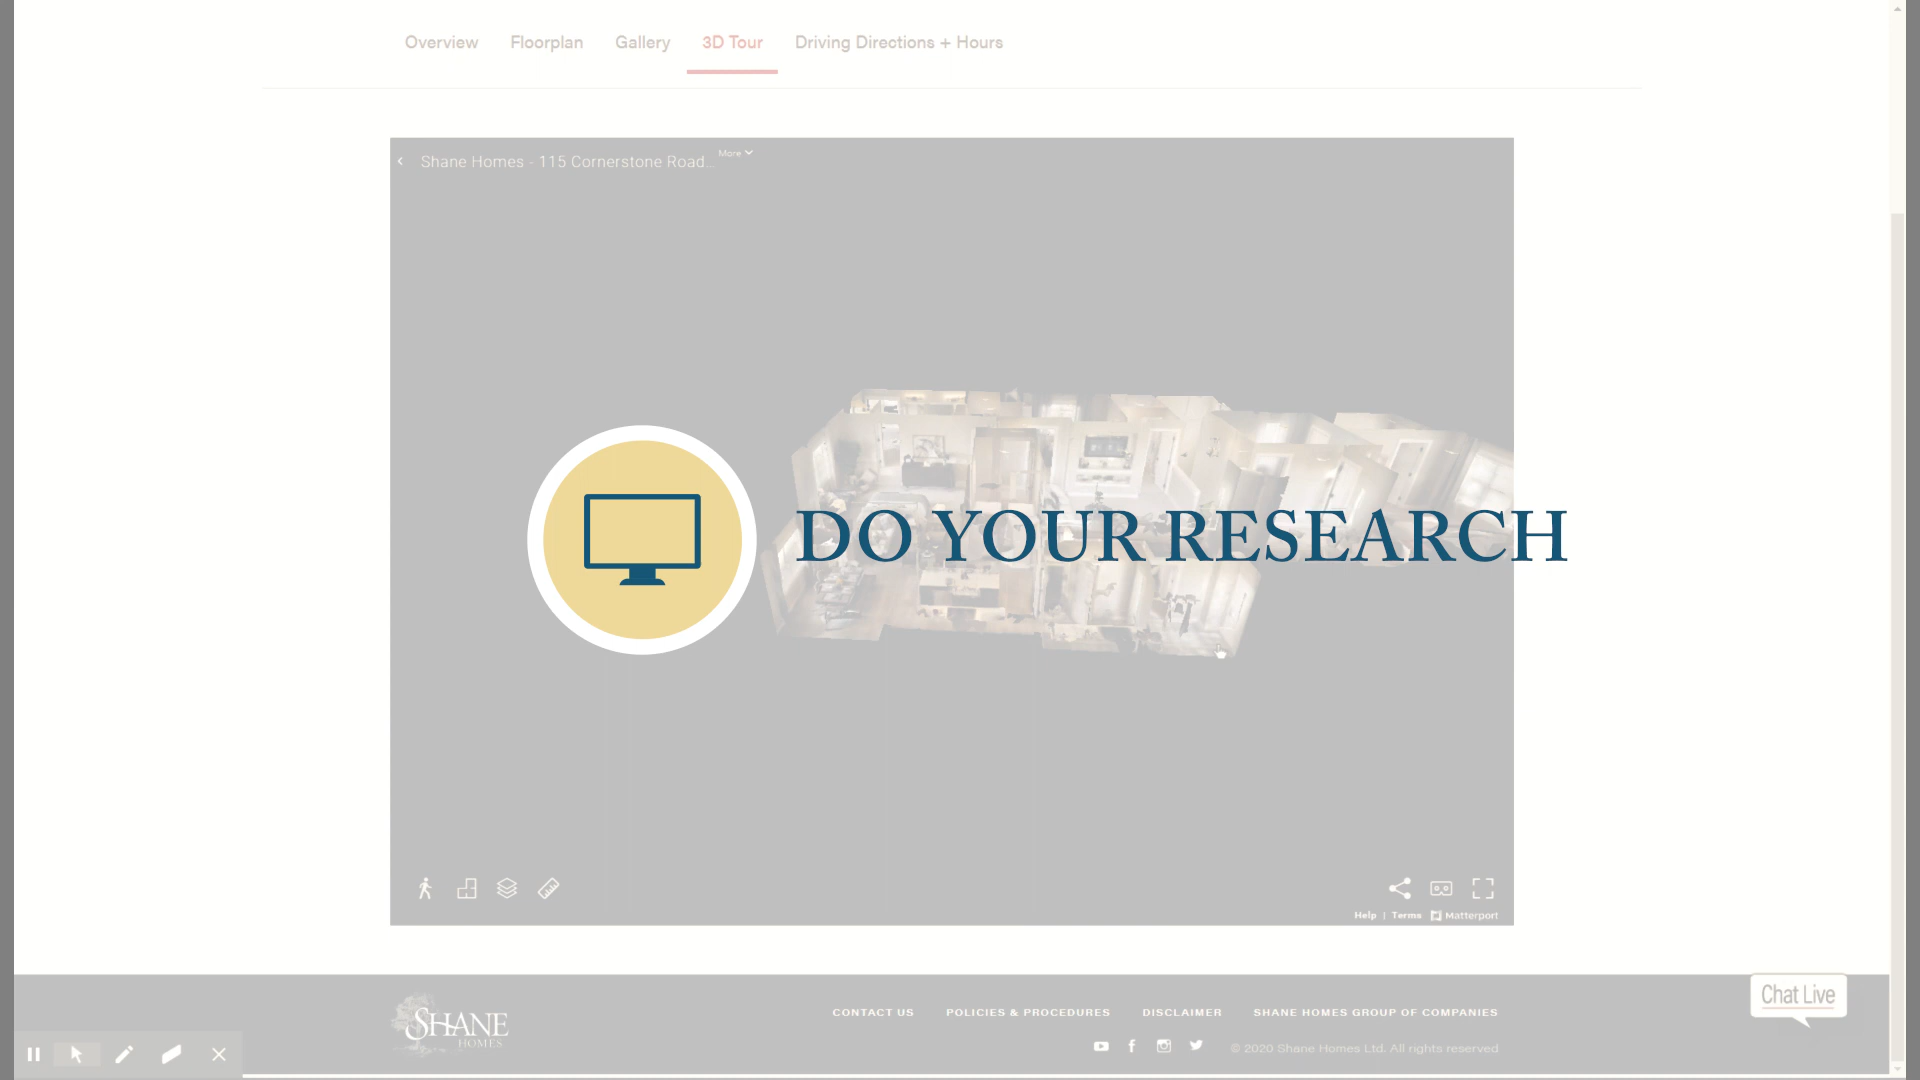 Overview Floorplan Gallery 3D Tour Driving Directions + Hours
Shane Homes - 115 Cornerstone Road... More
DO YOUR RESEARCH
Help | Terms Matterport
SHANE
HOMES
CONTACT US POLICIES & PROCEDURES DISCLAIMER SHANE HOMES GROUP OF COMPANIES
© 2020 Shane Homes Ltd. All rights reserved
Chat Live